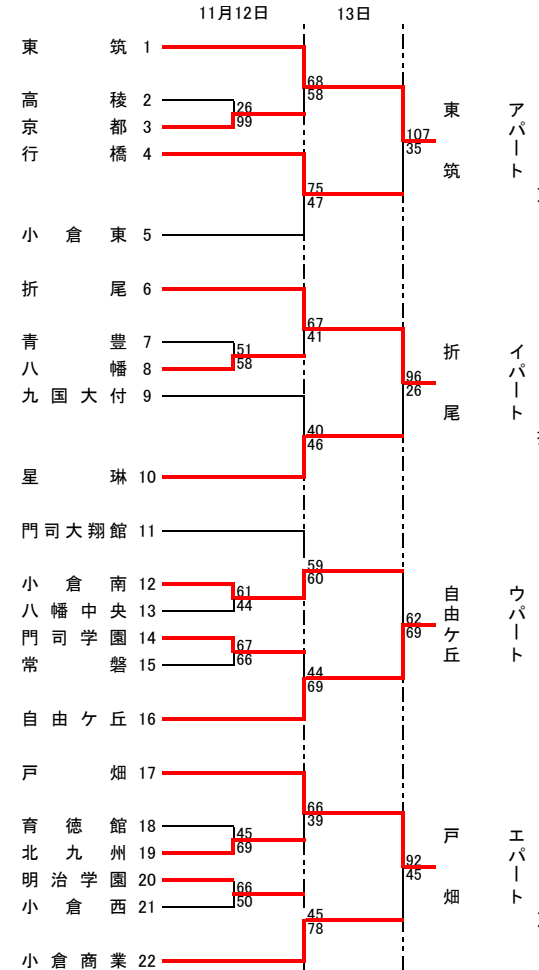 11月12日 13日
東筑 1
68
58
高稜 2
26
京都 3
99
107
35
東筑
アパート
行橋 4
75
47
小倉東 5
折尾 6
67
41
青豊 7
51
八幡 8
58
96
26
折尾
イパート
九国大付 9
40
46
星琳 10
門司大翔館 11
59
60
小倉南 12
61
八幡中央 13
44
62
69
自由ケ丘
ウパート
門司学園 14
67
常磐 15
66
44
69
自由ケ丘 16
戸畑 17
66
39
育徳館 18
45
北九州 19
69
92
45
戸畑
エパート
明治学園 20
66
小倉西 21
50
45
78
小倉商業 22